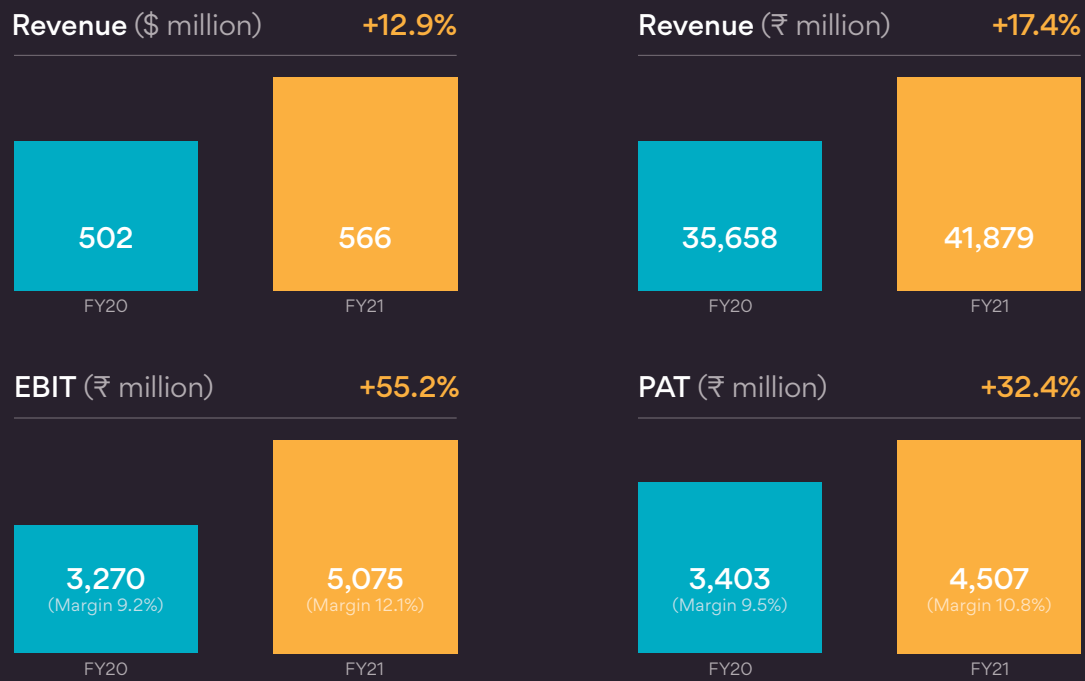 Revenue ($ million) +12.9%
502
FY20
566
FY21
Revenue (₹ million) +17.4%
35,658
FY20
41,879
FY21
EBIT (₹ million) +55.2%
3,270
(Margin 9.2%)
FY20
5,075
(Margin 12.1%)
FY21
PAT (₹ million) +32.4%
3,403
(Margin 9.5%)
FY20
4,507
(Margin 10.8%)
FY21